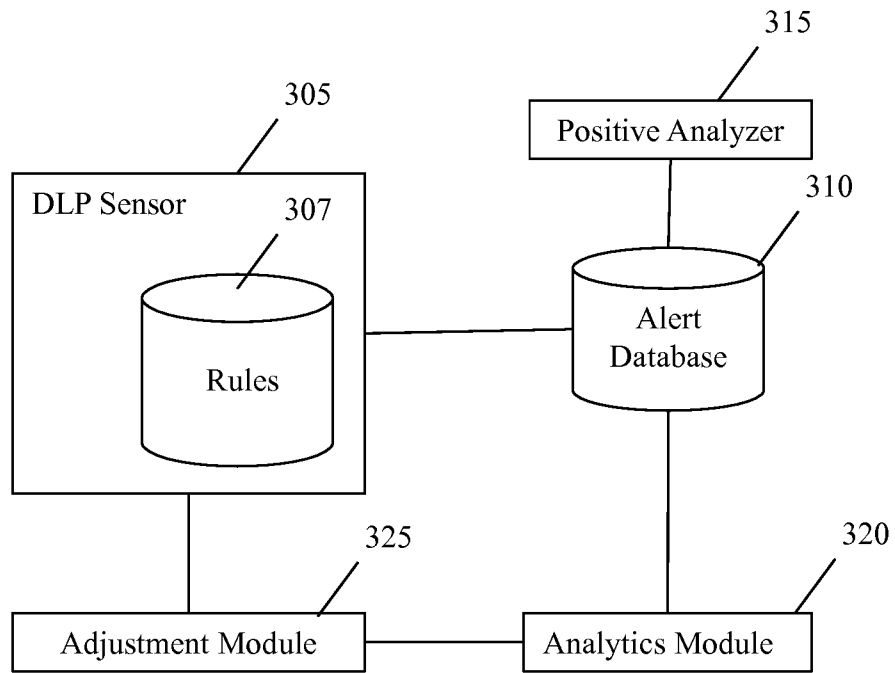 315
Positive Analyzer
305
DLP Sensor
307
Rules
310
Alert
Database
325
Adjustment Module
320
Analytics Module